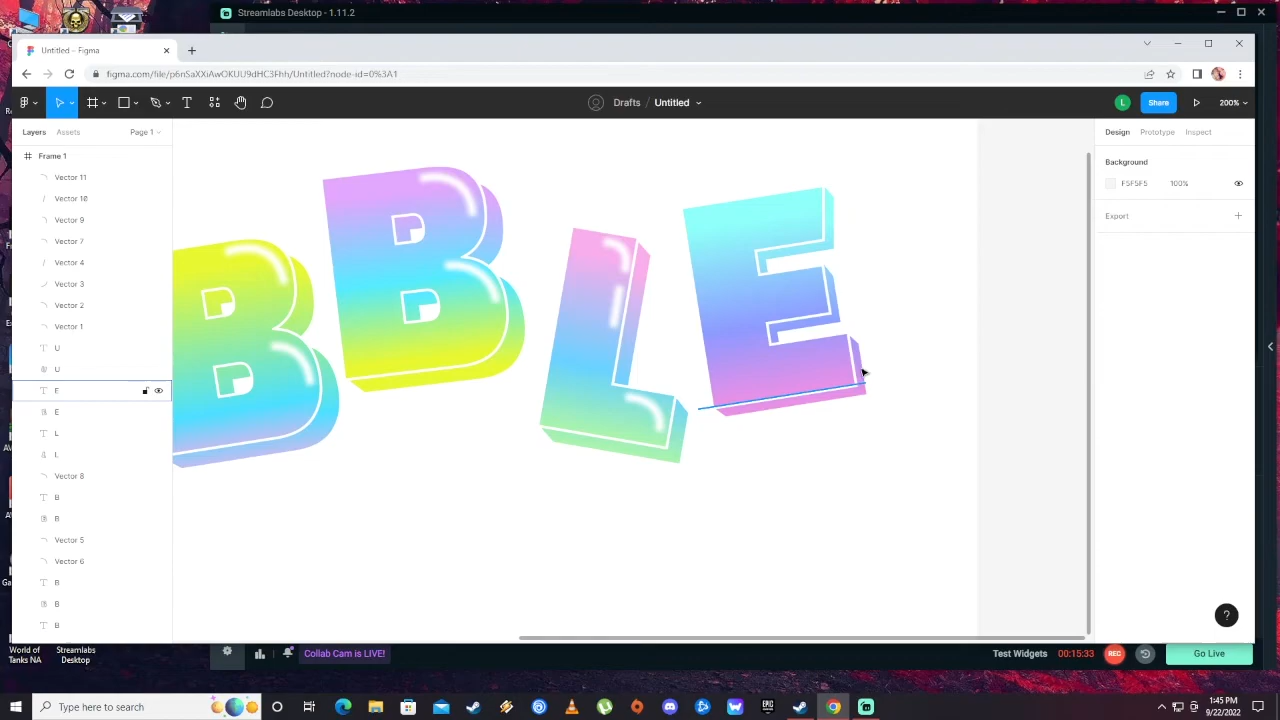 Streamlabs Desktop - 1.11.2
Untitled – Figma
figma.com/file/p6nSaXXiAwOKUU9dHC3Fhh/Untitled?node-id=0%3A1
Drafts / Untitled
L
Share
200%
Layers
Assets
Page 1
Design
Prototype
Inspect
Frame 1
Vector 11
Vector 10
Vector 9
Vector 7
Vector 4
Vector 3
Vector 2
Vector 1
U
U
E
E
L
L
Vector 8
B
B
Vector 5
Vector 6
B
B
B
Background
F5F5F5
100%
Export
B B L E
?
World of
Tanks NA
Streamlabs
Desktop
Collab Cam is LIVE!
Test Widgets
00:15:33
REC
Go Live
Type here to search
EPIC
1:45 PM
9/22/2022